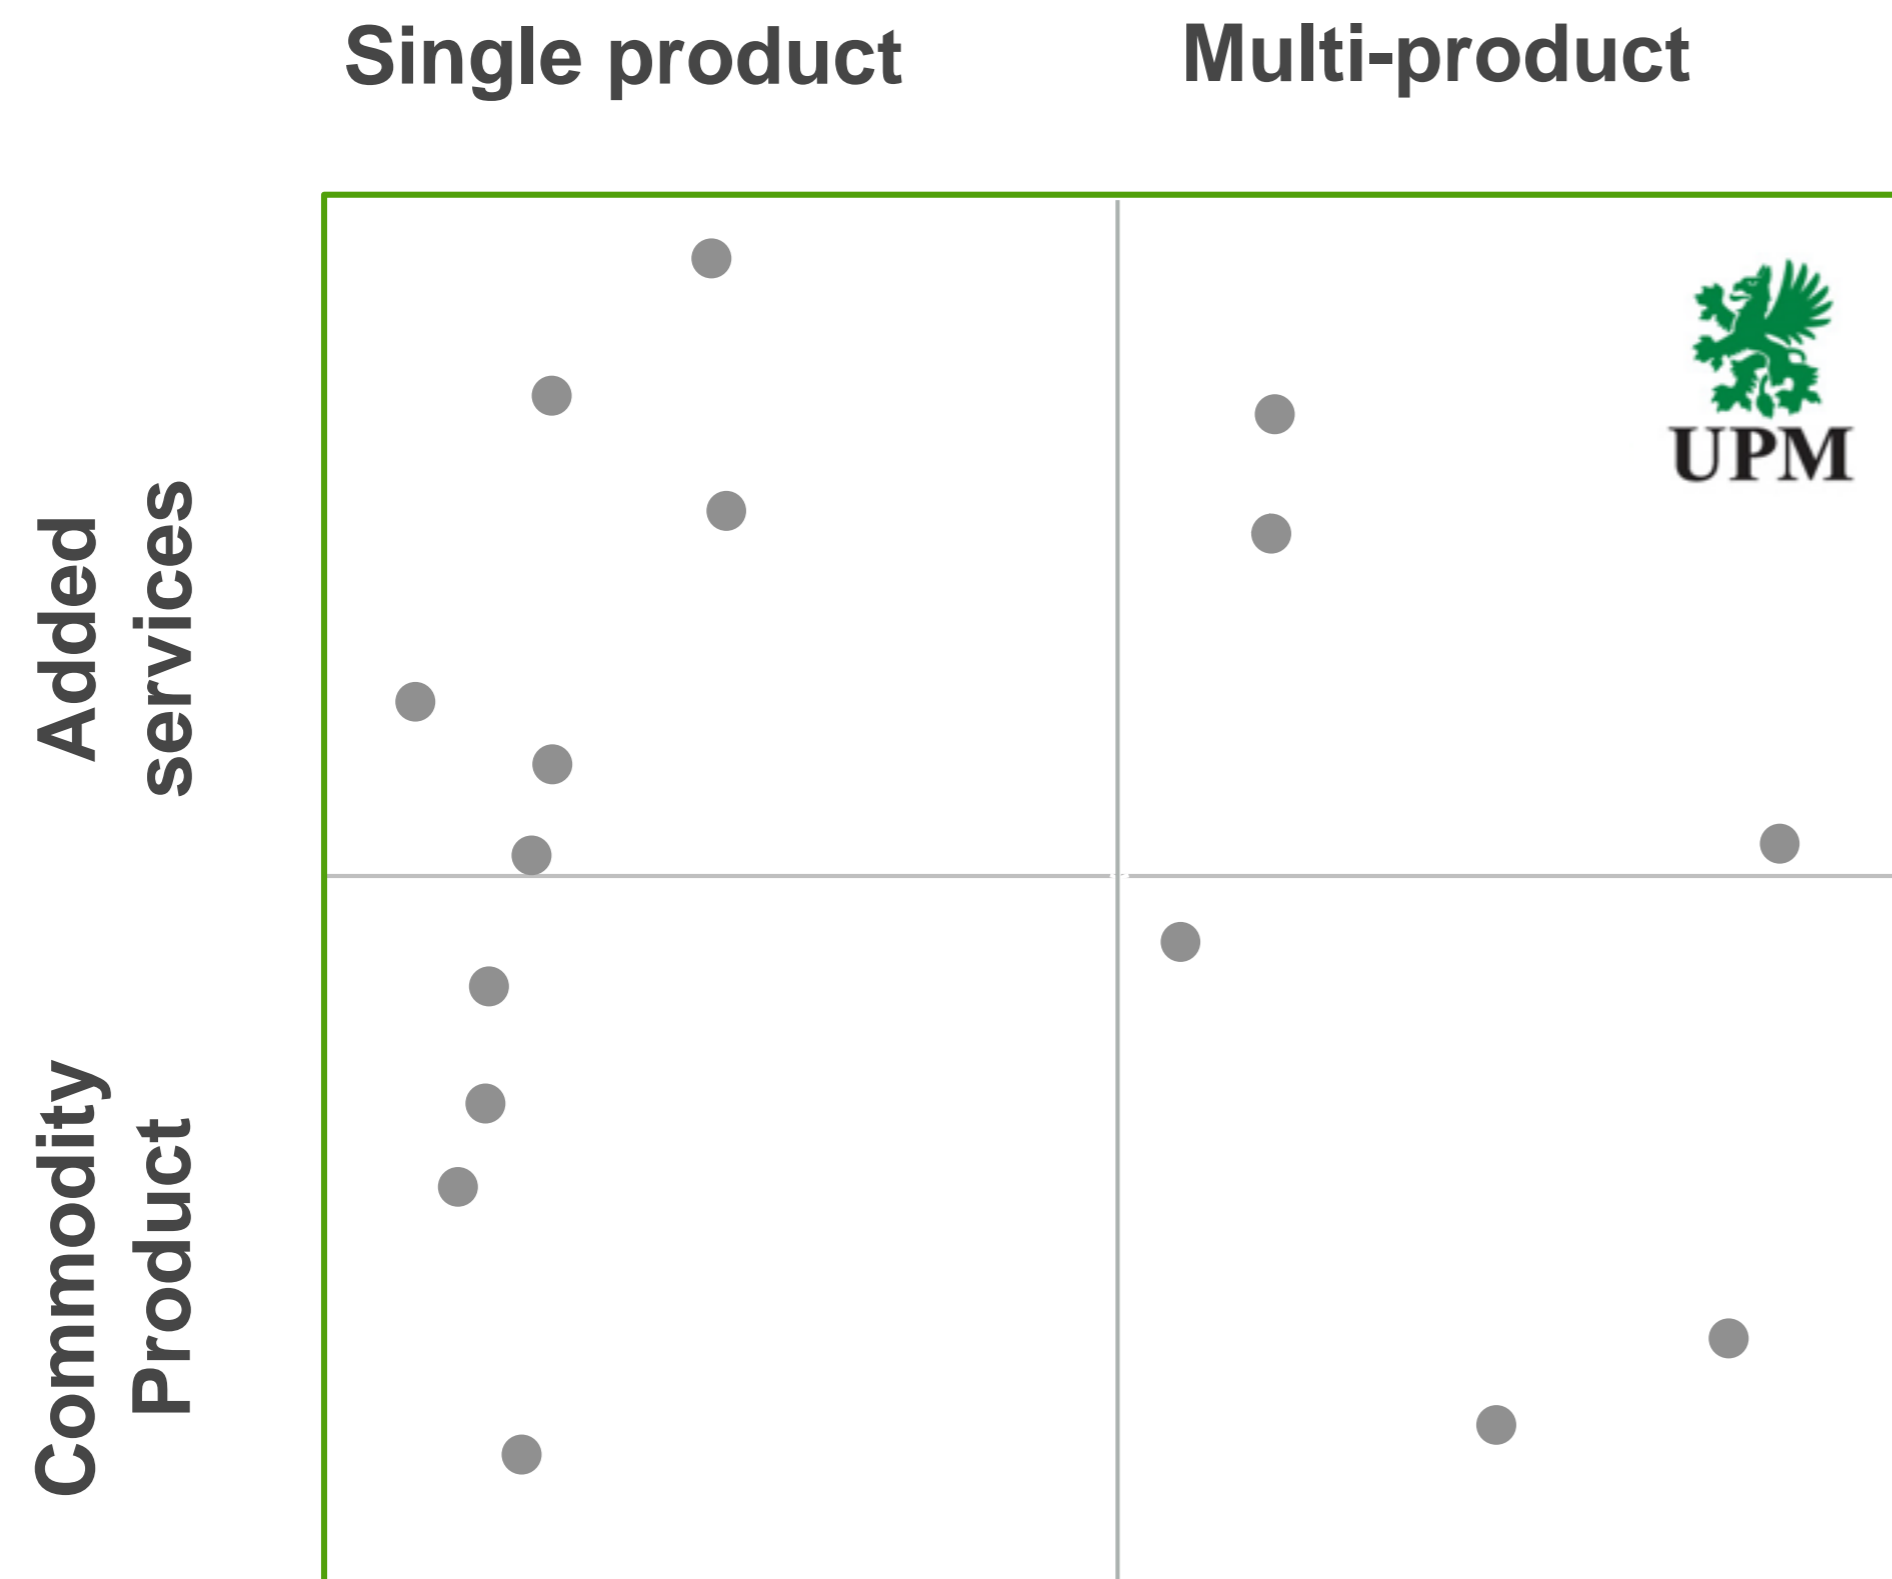 Single product
Multi-product
UPM
Added
services
Commodity
Product